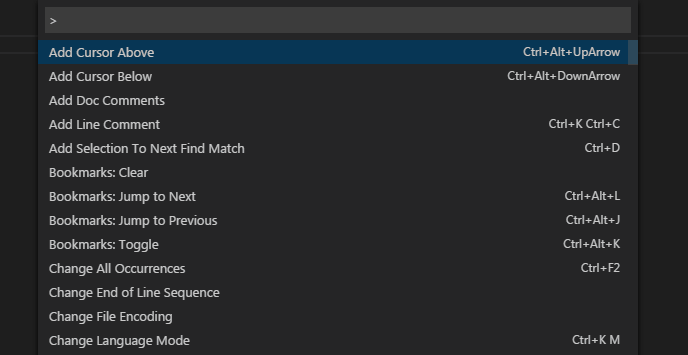 >
Add Cursor Above Ctrl+Alt+UpArrow
Add Cursor Below Ctrl+Alt+DownArrow
Add Doc Comments
Add Line Comment Ctrl+K Ctrl+C
Add Selection To Next Find Match Ctrl+D
Bookmarks: Clear
Bookmarks: Jump to Next Ctrl+Alt+L
Bookmarks: Jump to Previous Ctrl+Alt+J
Bookmarks: Toggle Ctrl+Alt+K
Change All Occurrences Ctrl+F2
Change End of Line Sequence
Change File Encoding
Change Language Mode Ctrl+K M